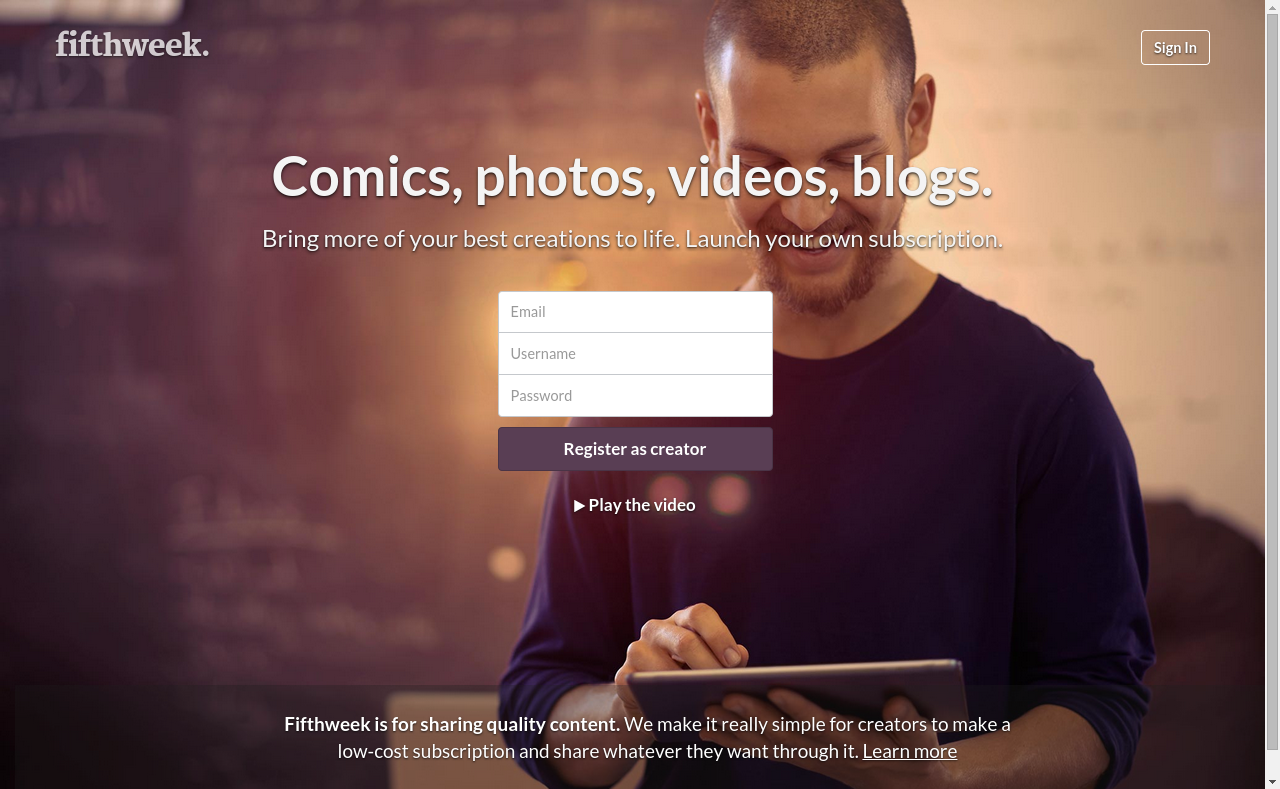 fifthweek.
Sign In
Comics, photos, videos, blogs.
Bring more of your best creations to life. Launch your own subscription.
Email
Username
Password
Register as creator
Play the video
Fifthweek is for sharing quality content. We make it really simple for creators to make a
low-cost subscription and share whatever they want through it. Learn more